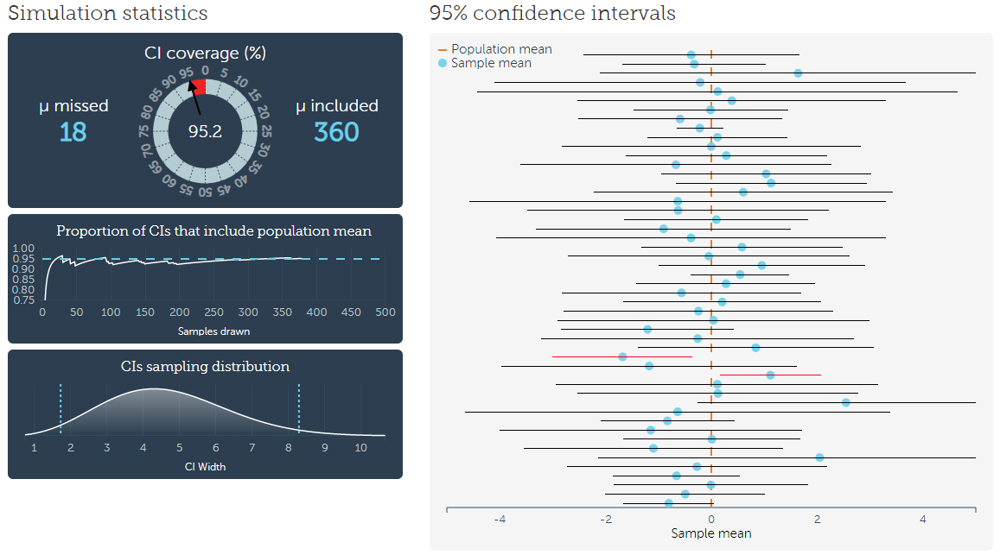 Simulation statistics
CI coverage (%)
μ missed
18
μ included
360
0 5 10 15 20 25 30 35 40 45 50 55 60 65 70 75 80 85 90 95
95.2
Proportion of CIs that include population mean
1.00
0.95
0.90
0.85
0.80
0.75
0 50 100 150 200 250 300 350 400 450 500
Samples drawn
CIs sampling distribution
1 2 3 4 5 6 7 8 9 10
CI Width
95% confidence intervals
Population mean
Sample mean
-4 -2 0 2 4
Sample mean